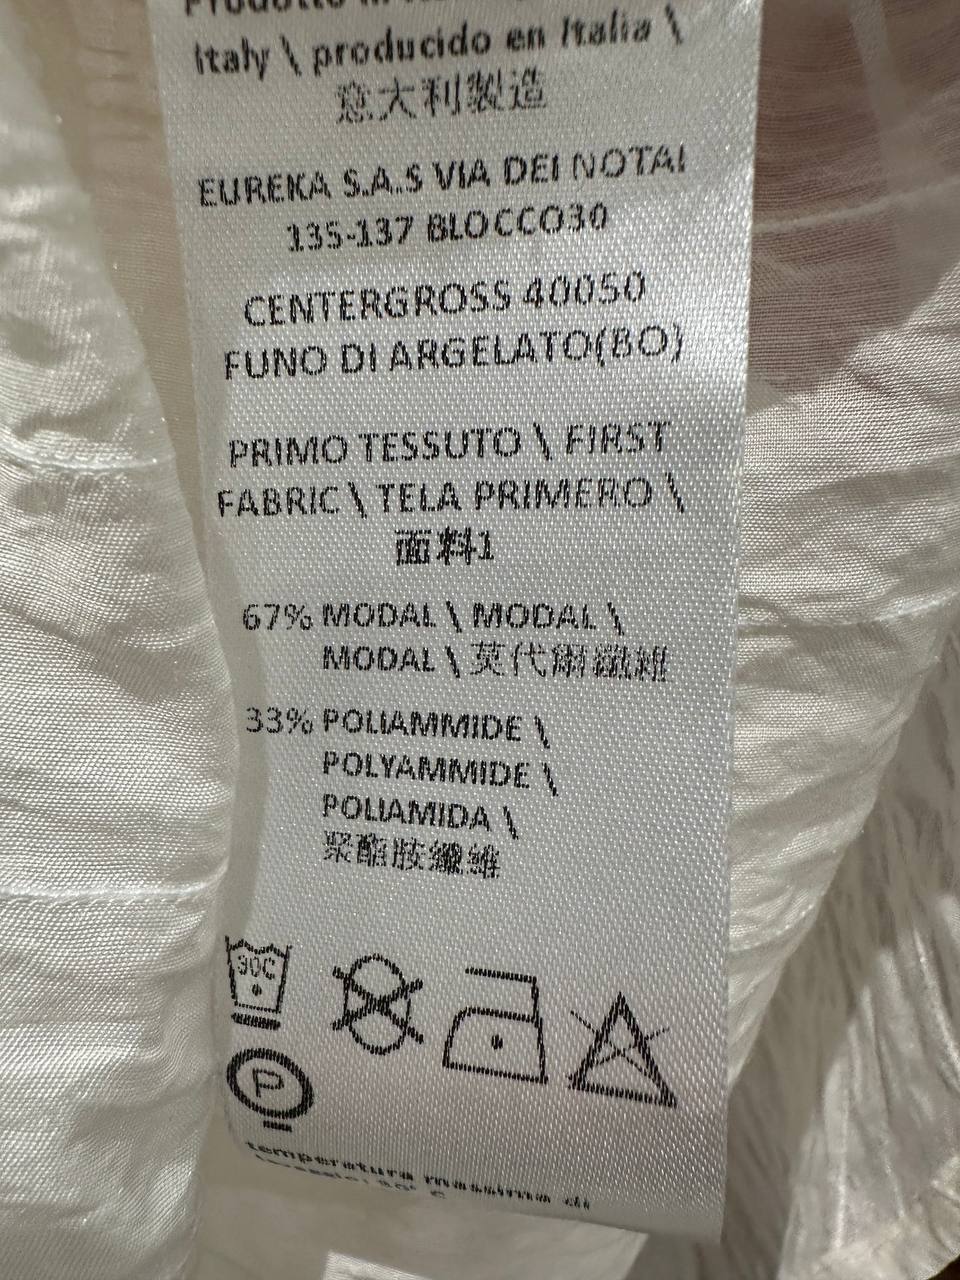 Prodotto in
Italy \ producido en Italia \
意大利製造
EUREKA S.A.S VIA DEI NOTAI
135-137 BLOCCO30
CENTERGROSS 40050
FUNO DI ARGELATO(BO)
PRIMO TESSUTO \ FIRST
FABRIC \ TELA PRIMERO \
面料1
67% MODAL \ MODAL \
MODAL \ 莫代爾纖維
33% POLIAMMIDE \
POLYAMMIDE \
POLIAMIDA \
聚酯胺纖維
30C
P
temperatura massima di